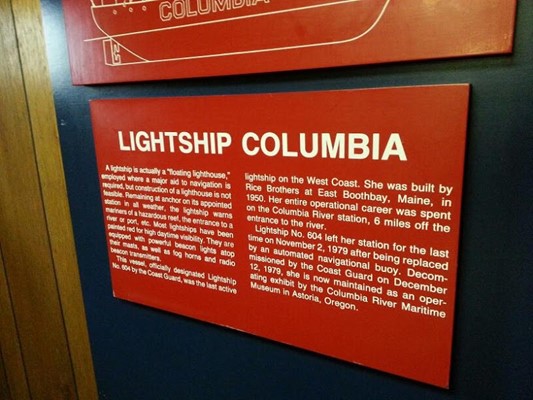 COLUMBIA
LIGHTSHIP COLUMBIA
A lightship is actually a "floating lighthouse,"
employed where a major aid to navigation is
required, but construction of a lighthouse is not
feasible. Remaining at anchor on its appointed
station in all weather, the lightship warns
mariners of a hazardous reef, the entrance to a
river or port, etc. Most lightships have been
painted red for high daytime visibility. They are
equipped with powerful beacon lights atop
their masts, as well as fog horns and radio
beacon transmitters.
This vessel, officially designated Lightship
No. 604 by the Coast Guard, was the last active
lightship on the West Coast. She was built by
Rice Brothers at East Boothbay, Maine, in
1950. Her entire operational career was spent
on the Columbia River station, 6 miles off the
entrance to the river.
Lightship No. 604 left her station for the last
time on November 2, 1979 after being replaced
by an automated navigational buoy. Decom-
missioned by the Coast Guard on December
12, 1979, she is now maintained as an oper-
ating exhibit by the Columbia River Maritime
Museum in Astoria, Oregon.